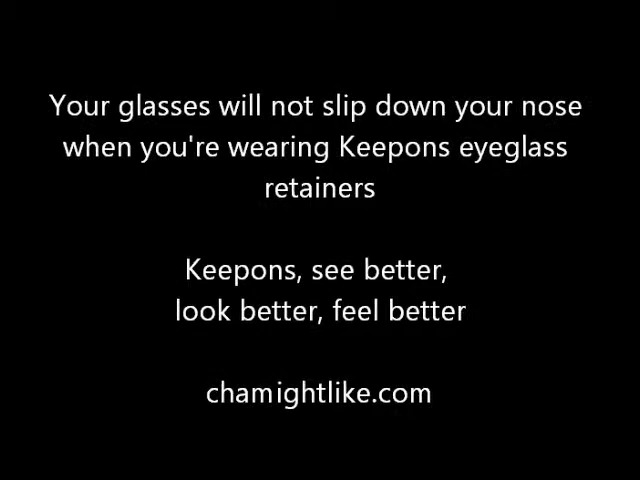 Your glasses will not slip down your nose
when you're wearing Keepons eyeglass
retainers
Keepons, see better,
look better, feel better
chamightlike.com